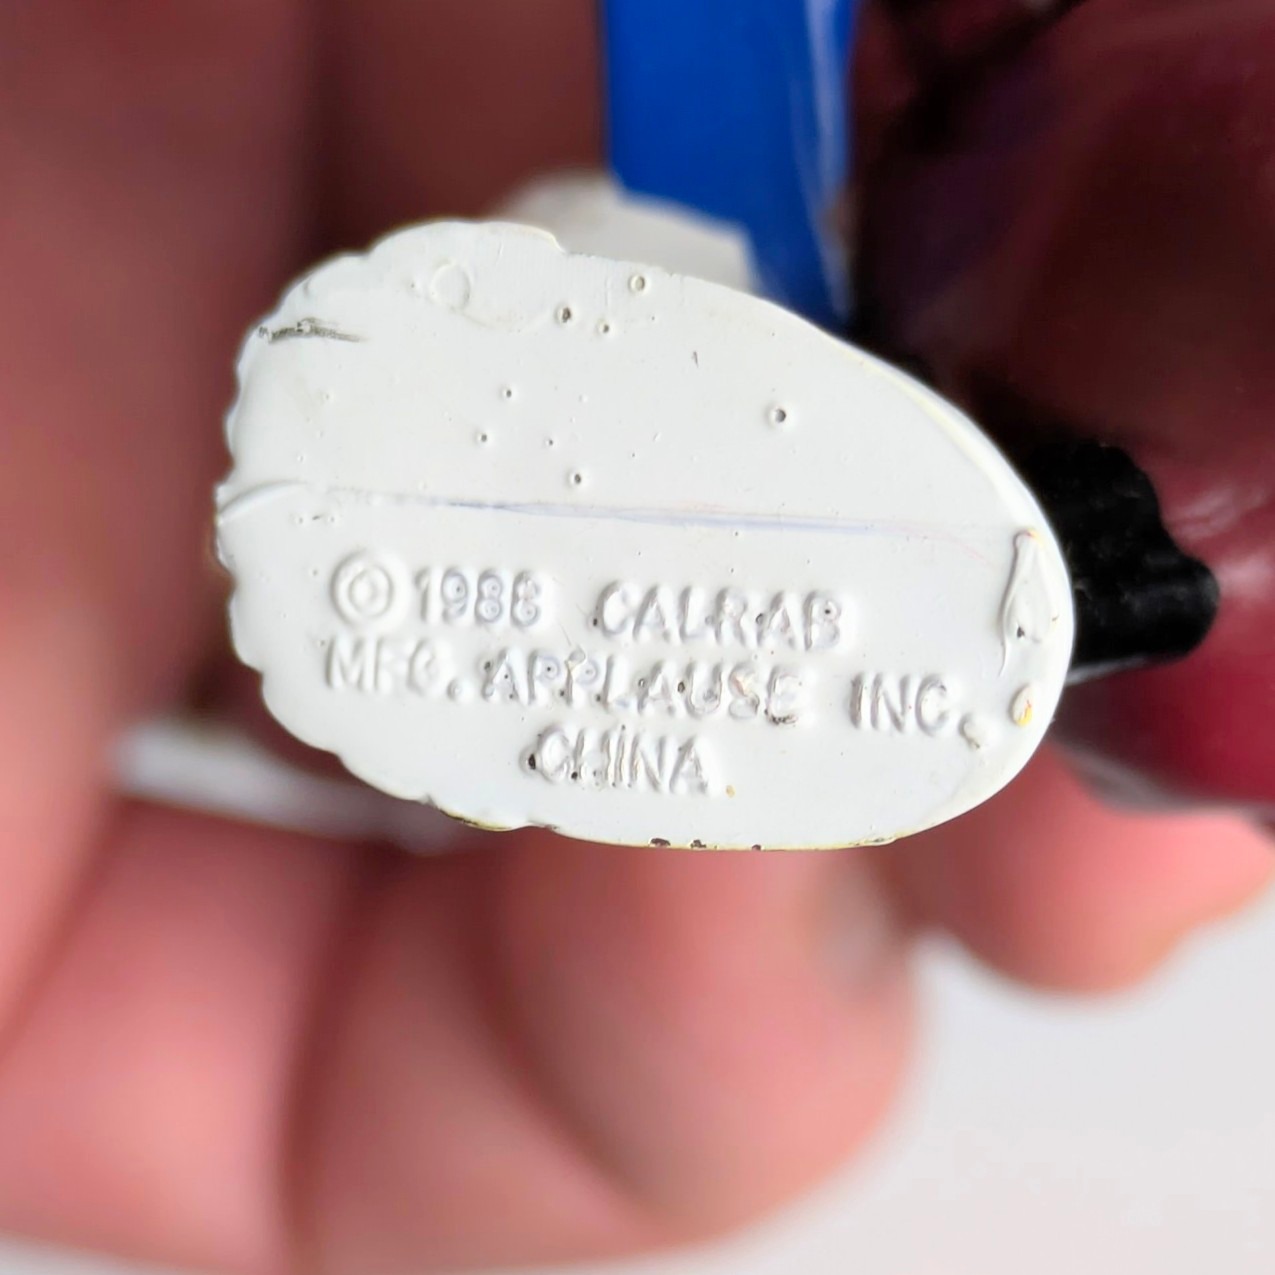 ©1988 CALRAB
MFG. APPLAUSE INC.
CHINA